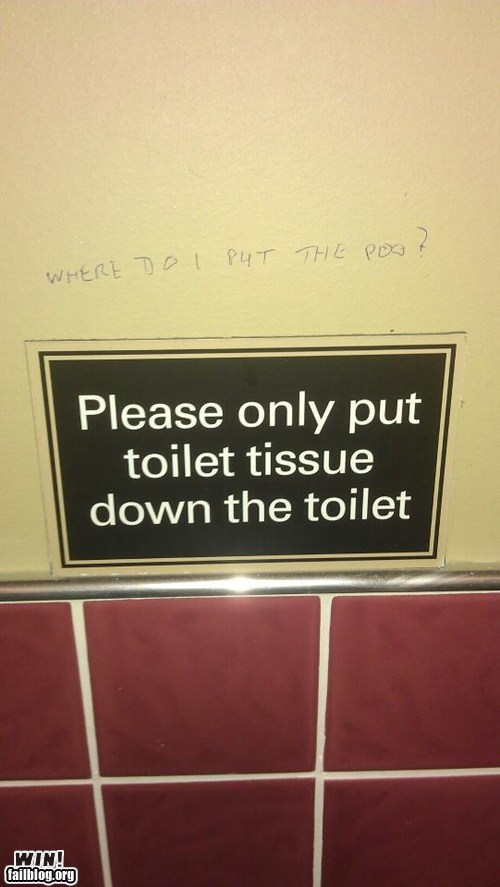 WHERE DO I PUT THE POO?
Please only put
toilet tissue
down the toilet
WIN!
failblog.org